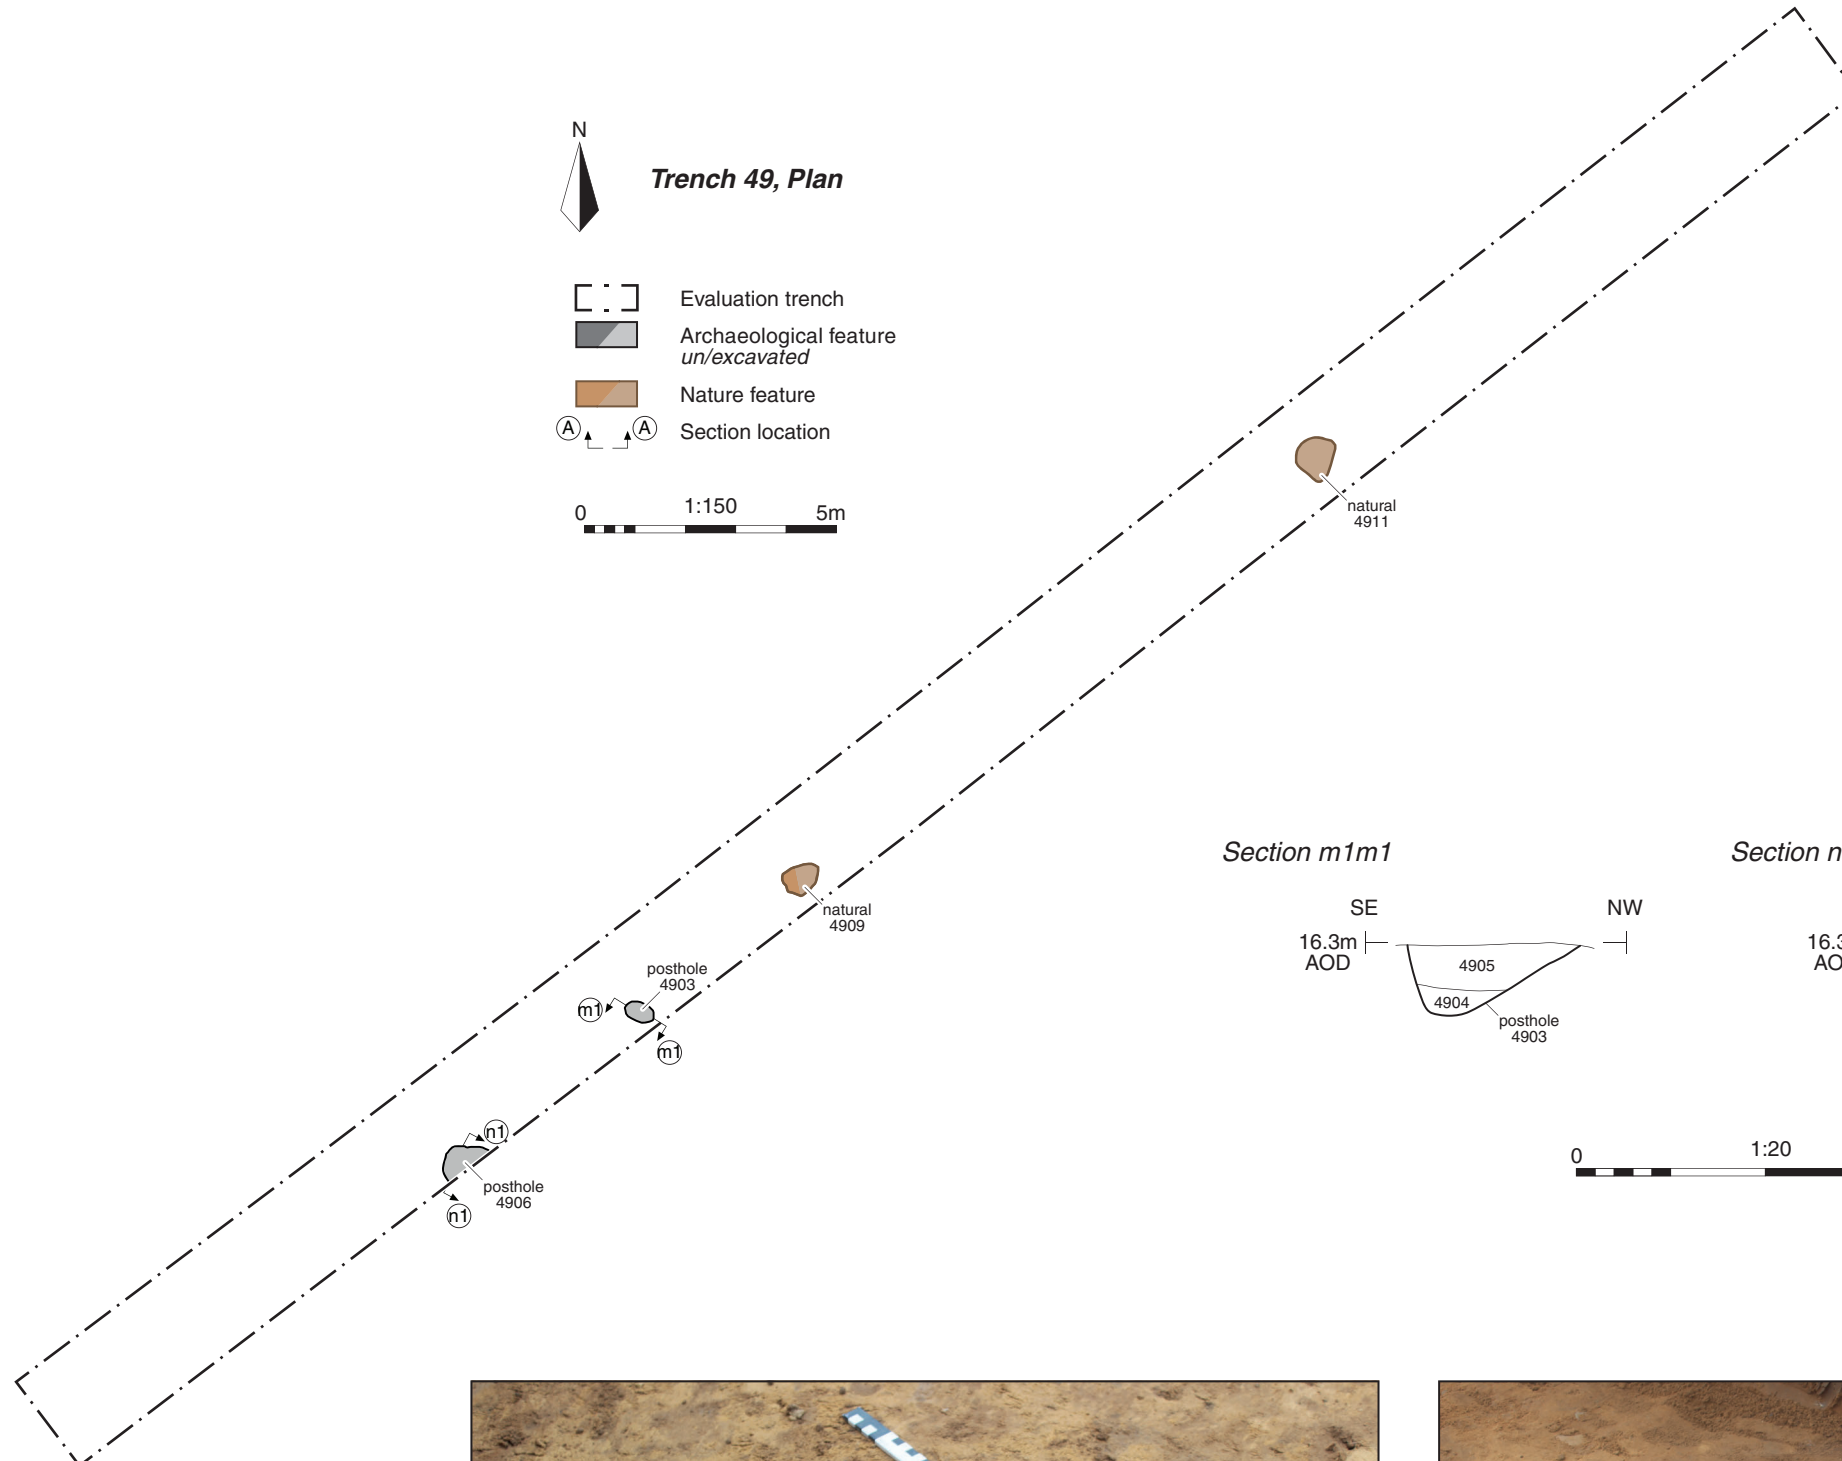 N
Trench 49, Plan
Evaluation trench
Archaeological feature
un/excavated
Nature feature
A A Section location
0 1:150 5m
natural
4911
natural
4909
posthole
4903
m1
m1
n1
posthole
4906
n1
Section m1m1
SE NW
16.3m
AOD
4905
4904
posthole
4903
Section n
16.3
AO
0 1:20